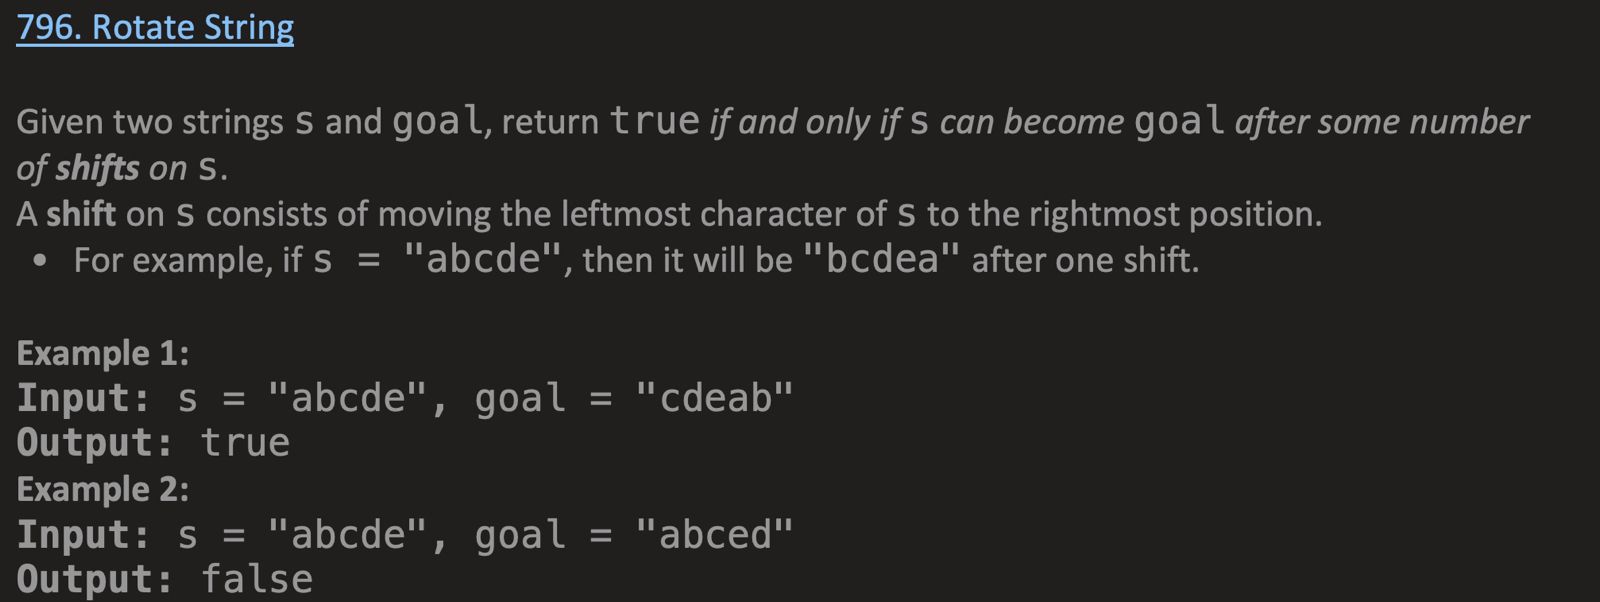 796. Rotate String
Given two strings s and goal, return true if and only if s can become goal after some number
of shifts on s.
A shift on s consists of moving the leftmost character of s to the rightmost position.
• For example, if s = "abcde", then it will be "bcdea" after one shift.
Example 1:
Input: s = "abcde", goal = "cdeab"
Output: true
Example 2:
Input: s = "abcde", goal = "abced"
Output: false